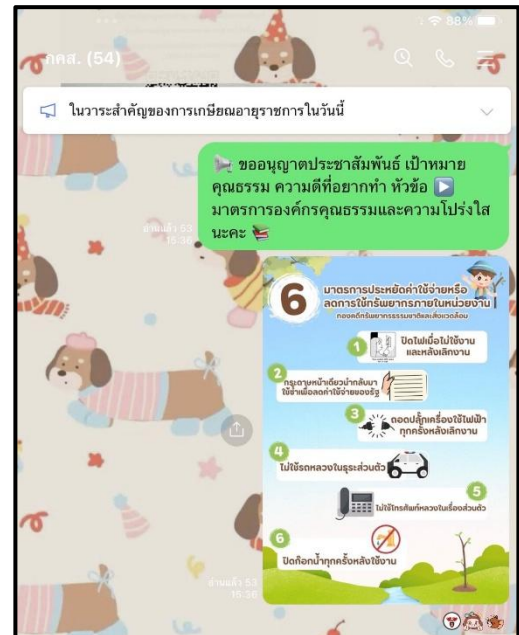 88%
กคส. (54)
ในวาระสำคัญของการเกษียณอายุราชการในวันนี้
ขออนุญาตประชาสัมพันธ์ เป้าหมาย
คุณธรรม ความดีที่อยากทำ หัวข้อ
มาตรการองค์กรคุณธรรมและความโปร่งใส
นะคะ
อ่านแล้ว 53
15:36
6
มาตรการประหยัดค่าใช้จ่ายหรือ
ลดการใช้ทรัพยากรภายในหน่วยงาน
กองคดีทรัพยากรธรรมชาติและสิ่งแวดล้อม
1
ปิดไฟเมื่อไม่ใช้งาน
และหลังเลิกงาน
2
กระดาษหน้าเดียวนำกลับมา
ใช้ซ้ำเพื่อลดค่าใช้จ่ายของรัฐ
3
ถอดปลั๊กเครื่องใช้ไฟฟ้า
ทุกครั้งหลังเลิกงาน
4
ไม่ใช้รถหลวงในธุระส่วนตัว
5
ไม่ใช้โทรศัพท์หลวงในเรื่องส่วนตัว
6
ปิดก๊อกน้ำทุกครั้งหลังใช้งาน
อ่านแล้ว 53
15:36